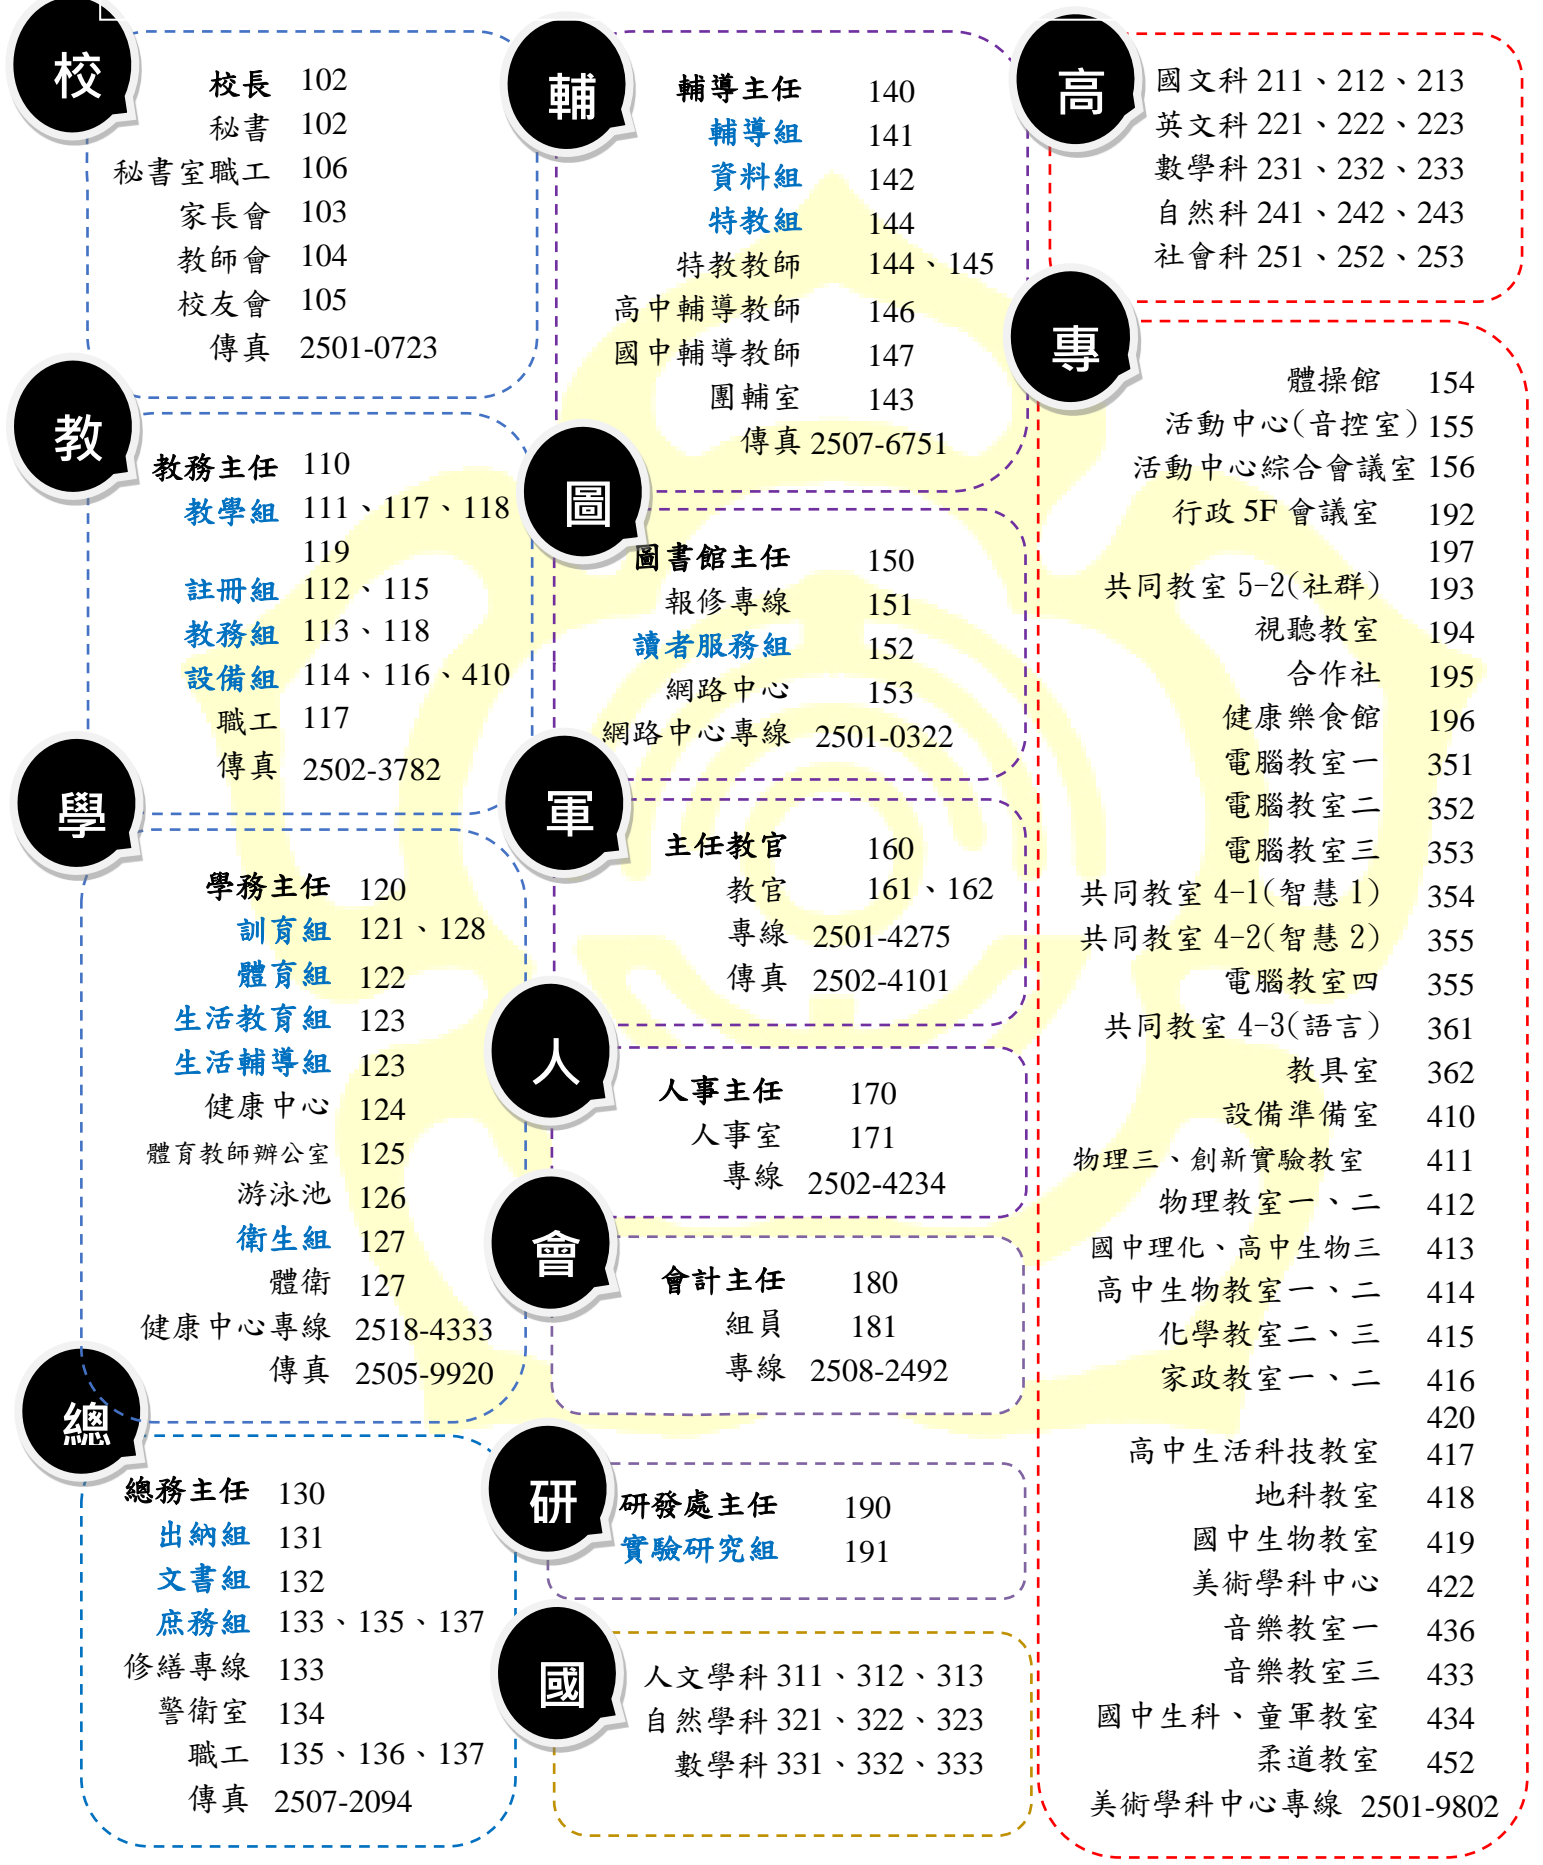 校
校長 102
秘書 102
秘書室職工 106
家長會 103
教師會 104
校友會 105
傳真 2501-0723
教
教務主任 110
教學組 111、117、118
119
註冊組 112、115
教務組 113、118
設備組 114、116、410
職工 117
傳真 2502-3782
學
學務主任 120
訓育組 121、128
體育組 122
生活教育組 123
生活輔導組 123
健康中心 124
體育教師辦公室 125
游泳池 126
衛生組 127
體衛 127
健康中心專線 2518-4333
傳真 2505-9920
總
總務主任 130
出納組 131
文書組 132
庶務組 133、135、137
修繕專線 133
警衛室 134
職工 135、136、137
傳真 2507-2094
輔
輔導主任 140
輔導組 141
資料組 142
特教組 144
特教教師 144、145
高中輔導教師 146
國中輔導教師 147
團輔室 143
傳真 2507-6751
圖
圖書館主任 150
報修專線 151
讀者服務組 152
網路中心 153
網路中心專線 2501-0322
軍
主任教官 160
教官 161、162
專線 2501-4275
傳真 2502-4101
人
人事主任 170
人事室 171
專線 2502-4234
會
會計主任 180
組員 181
專線 2508-2492
研
研發處主任 190
實驗研究組 191
國
人文學科 311、312、313
自然學科 321、322、323
數學科 331、332、333
高
國文科 211、212、213
英文科 221、222、223
數學科 231、232、233
自然科 241、242、243
社會科 251、252、253
專
體操館 154
活動中心(音控室) 155
活動中心綜合會議室 156
行政 5F 會議室 192
197
共同教室 5-2(社群) 193
視聽教室 194
合作社 195
健康樂食館 196
電腦教室一 351
電腦教室二 352
電腦教室三 353
共同教室 4-1(智慧 1) 354
共同教室 4-2(智慧 2) 355
電腦教室四 355
共同教室 4-3(語言) 361
教具室 362
設備準備室 410
物理三、創新實驗教室 411
物理教室一、二 412
國中理化、高中生物三 413
高中生物教室一、二 414
化學教室二、三 415
家政教室一、二 416
420
高中生活科技教室 417
地科教室 418
國中生物教室 419
美術學科中心 422
音樂教室一 436
音樂教室三 433
國中生科、童軍教室 434
柔道教室 452
美術學科中心專線 2501-9802